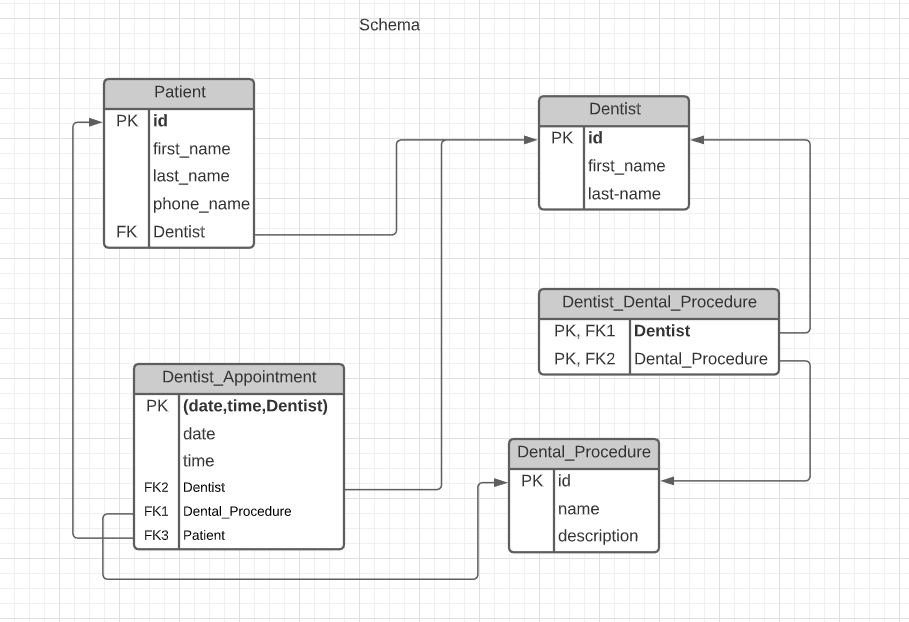 Schema
Patient
PK id
first_name
last_name
phone_name
FK Dentist
Dentist
PK id
first_name
last-name
Dentist_Dental_Procedure
PK, FK1 Dentist
PK, FK2 Dental_Procedure
Dentist_Appointment
PK (date,time,Dentist)
date
time
FK2 Dentist
FK1 Dental_Procedure
FK3 Patient
Dental_Procedure
PK id
name
description